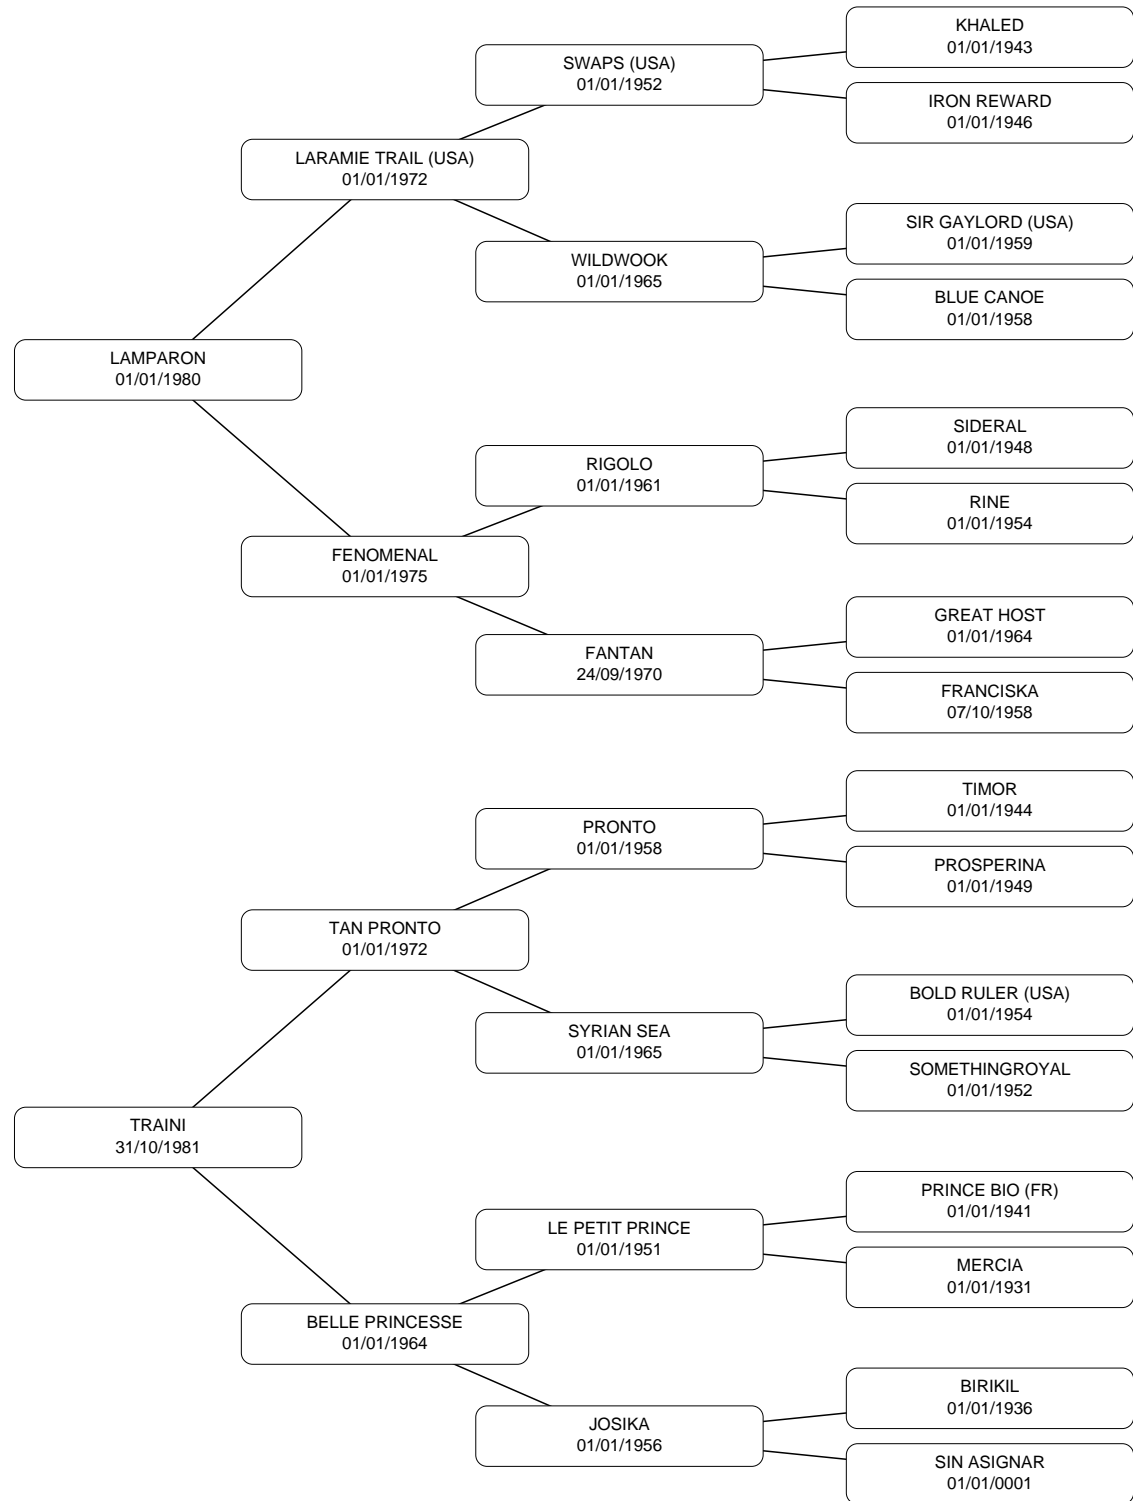 KHALED
01/01/1943
SWAPS (USA)
01/01/1952
IRON REWARD
01/01/1946
LARAMIE TRAIL (USA)
01/01/1972
SIR GAYLORD (USA)
01/01/1959
WILDWOOK
01/01/1965
BLUE CANOE
01/01/1958
LAMPARON
01/01/1980
SIDERAL
01/01/1948
RIGOLO
01/01/1961
RINE
01/01/1954
FENOMENAL
01/01/1975
GREAT HOST
01/01/1964
FANTAN
24/09/1970
FRANCISKA
07/10/1958
TIMOR
01/01/1944
PRONTO
01/01/1958
PROSPERINA
01/01/1949
TAN PRONTO
01/01/1972
BOLD RULER (USA)
01/01/1954
SYRIAN SEA
01/01/1965
SOMETHINGROYAL
01/01/1952
TRAINI
31/10/1981
PRINCE BIO (FR)
01/01/1941
LE PETIT PRINCE
01/01/1951
MERCIA
01/01/1931
BELLE PRINCESSE
01/01/1964
BIRIKIL
01/01/1936
JOSIKA
01/01/1956
SIN ASIGNAR
01/01/0001